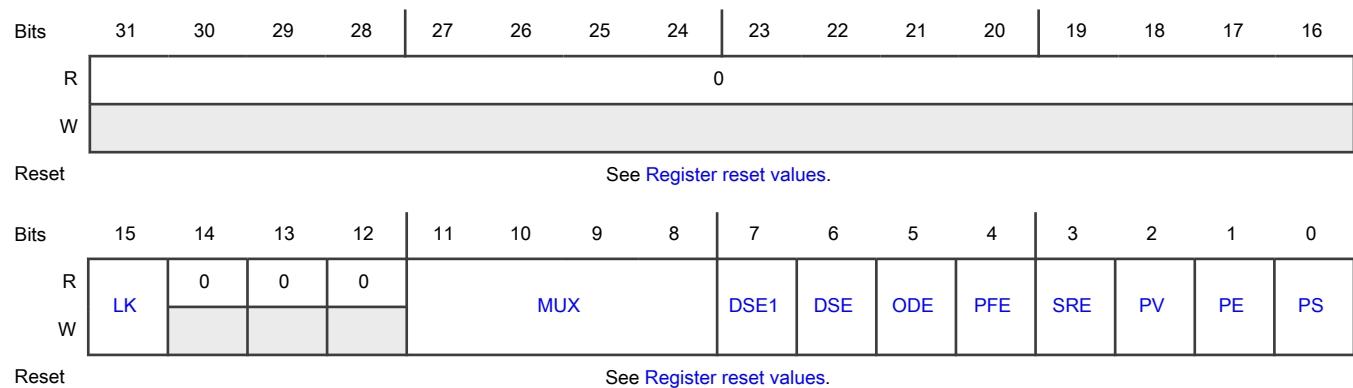 Bits 31 30 29 28 27 26 25 24 23 22 21 20 19 18 17 16
R 0
W
Reset See Register reset values.
Bits 15 14 13 12 11 10 9 8 7 6 5 4 3 2 1 0
R 0 0 0
LK MUX DSE1 DSE ODE PFE SRE PV PE PS
W
Reset See Register reset values.